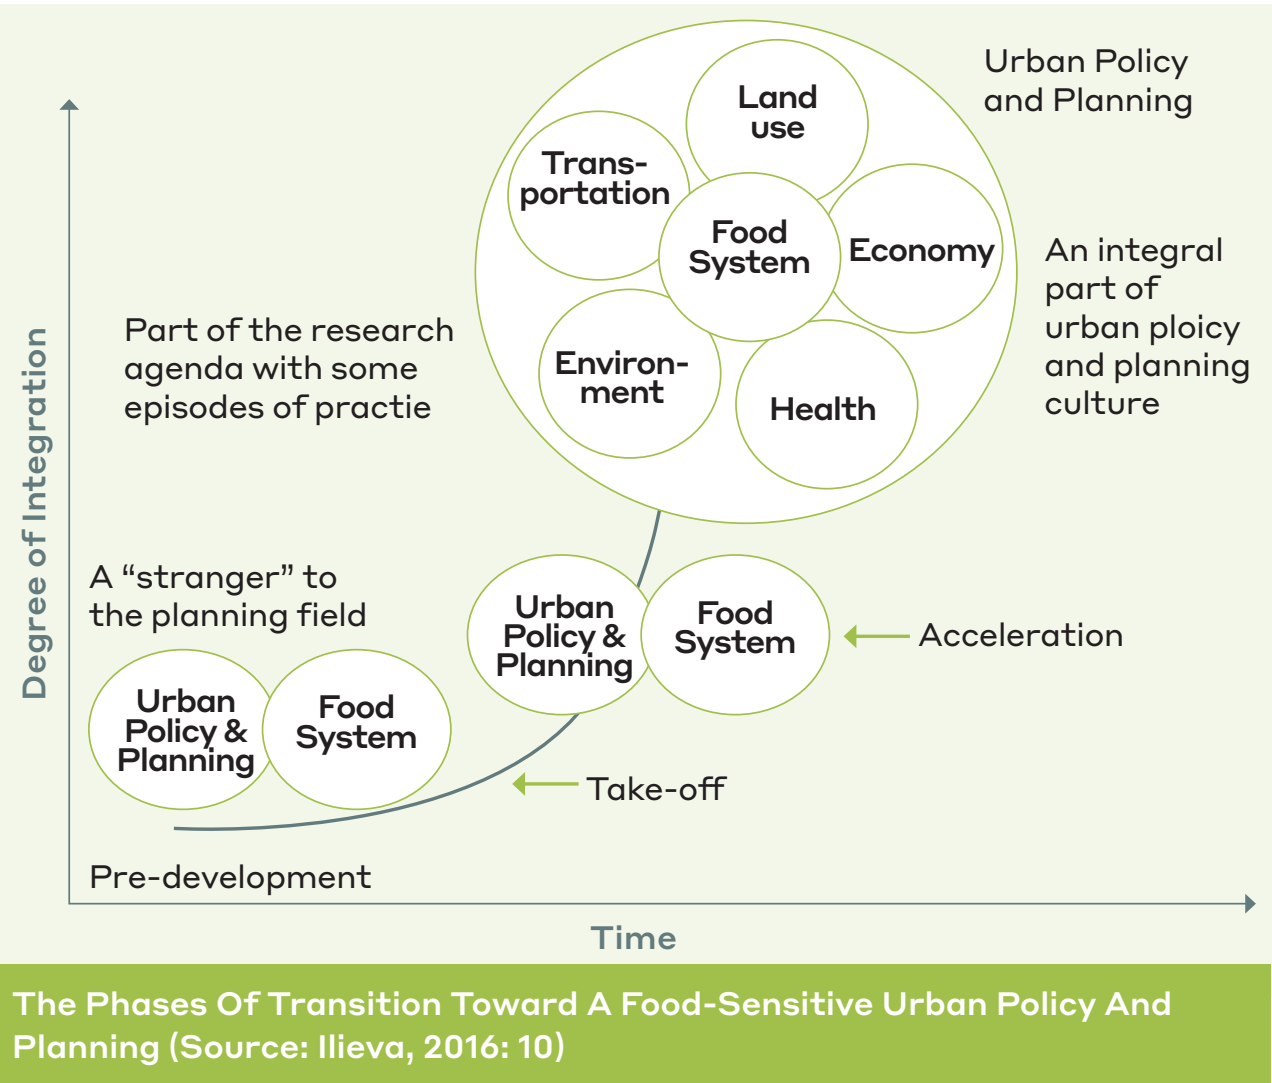 Urban Policy
and Planning
Land
use
Trans-
portation
Food
System
Economy
Environ-
ment
Health
An integral
part of
urban ploicy
and planning
culture
Part of the research
agenda with some
episodes of practie
Degree of Integration
A “stranger” to
the planning field
Urban
Policy &
Planning
Food
System
Urban
Policy &
Planning
Food
System
Acceleration
Take-off
Pre-development
Time
The Phases Of Transition Toward A Food-Sensitive Urban Policy And
Planning (Source: Ilieva, 2016: 10)